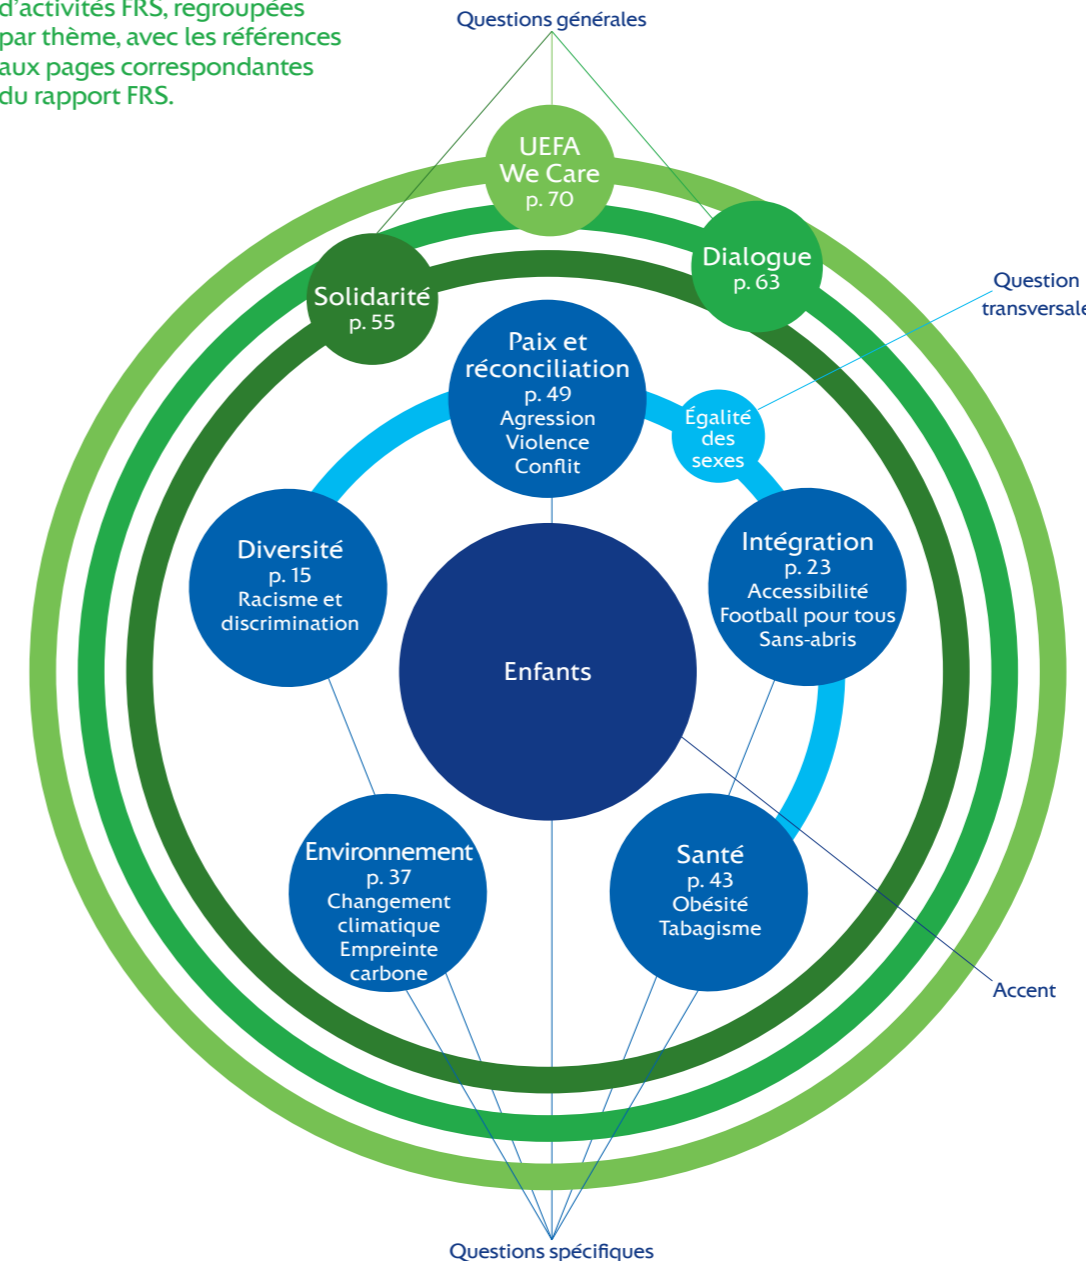 d'activités FRS, regroupées
par thème, avec les références
aux pages correspondantes
du rapport FRS.
Questions générales
UEFA
We Care
p. 70
Dialogue
p. 63
Solidarité
p. 55
Question
transversale
Paix et
réconciliation
p. 49
Agression
Violence
Conflit
Égalité
des
sexes
Diversité
p. 15
Racisme et
discrimination
Intégration
p. 23
Accessibilité
Football pour tous
Sans-abris
Enfants
Environnement
p. 37
Changement
climatique
Empreinte
carbone
Santé
p. 43
Obésité
Tabagisme
Accent
Questions spécifiques